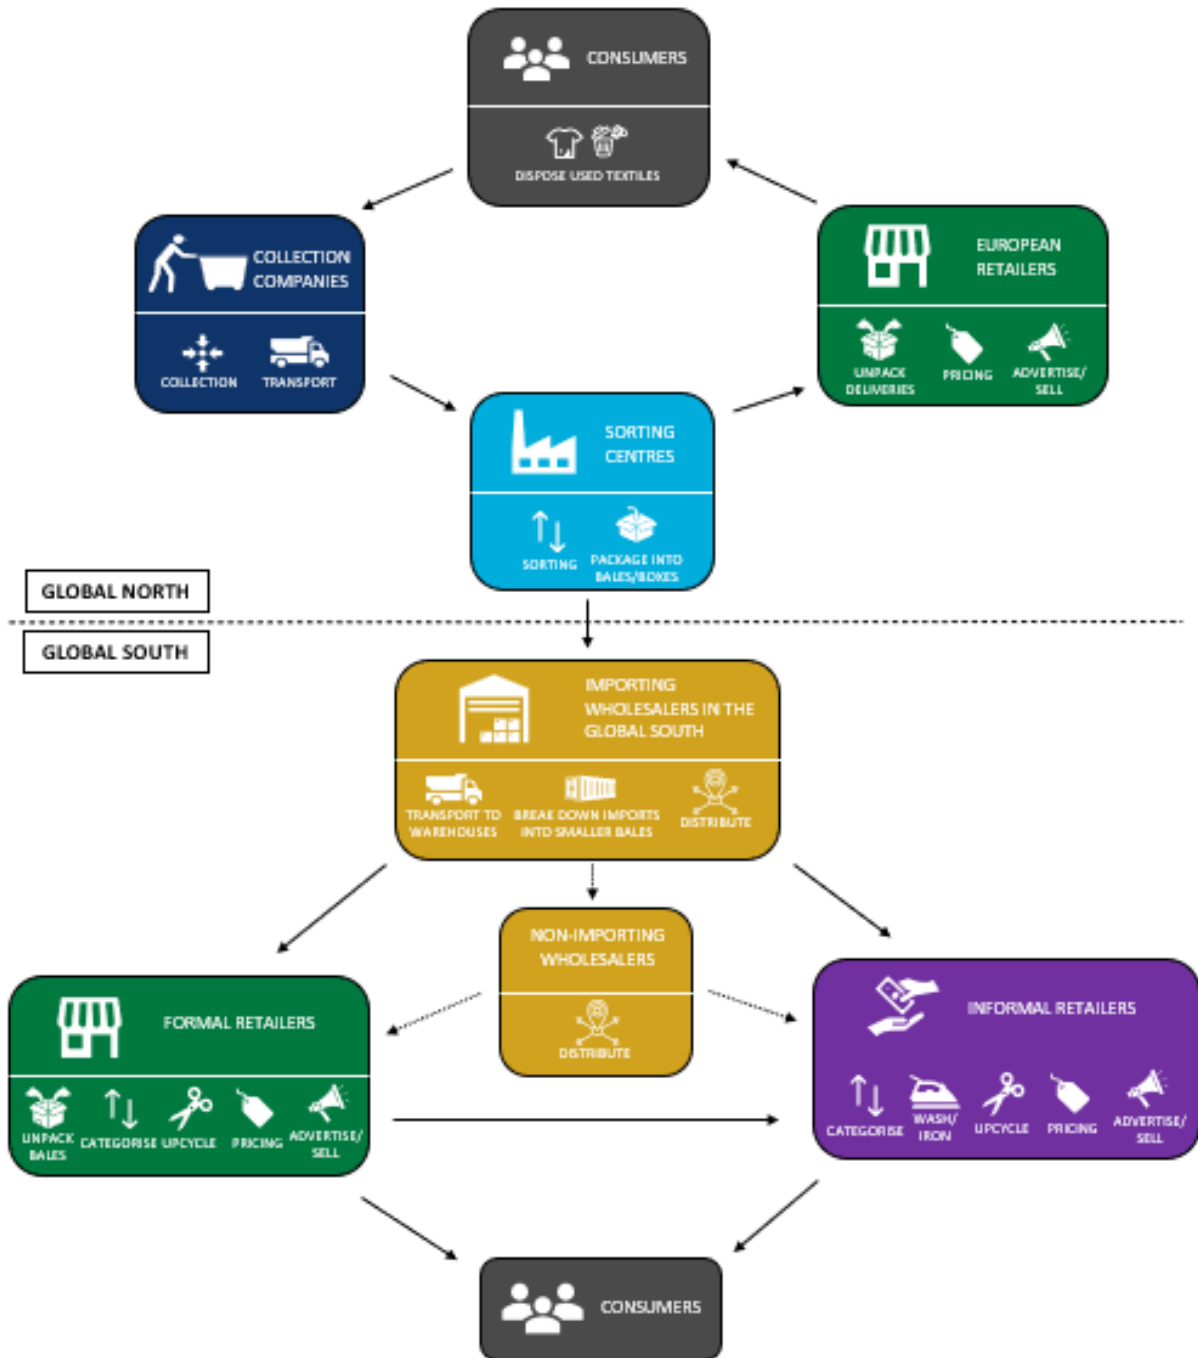 CONSUMERS
DISPOSE USED TEXTILES
COLLECTION
COMPANIES
COLLECTION
TRANSPORT
EUROPEAN
RETAILERS
UNPACK
DELIVERIES
PRICING
ADVERTISE/
SELL
SORTING
CENTRES
SORTING
PACKAGE INTO
BALES/BOXES
GLOBAL NORTH
GLOBAL SOUTH
IMPORTING
WHOLESALERS IN THE
GLOBAL SOUTH
TRANSPORT TO
WAREHOUSES
BREAK DOWN IMPORTS
INTO SMALLER BALES
DISTRIBUTE
NON-IMPORTING
WHOLESALERS
DISTRIBUTE
FORMAL RETAILERS
UNPACK
BALES
CATEGORISE
UPCYCLE
PRICING
ADVERTISE/
SELL
INFORMAL RETAILERS
CATEGORISE
WASH/
IRON
UPCYCLE
PRICING
ADVERTISE/
SELL
CONSUMERS